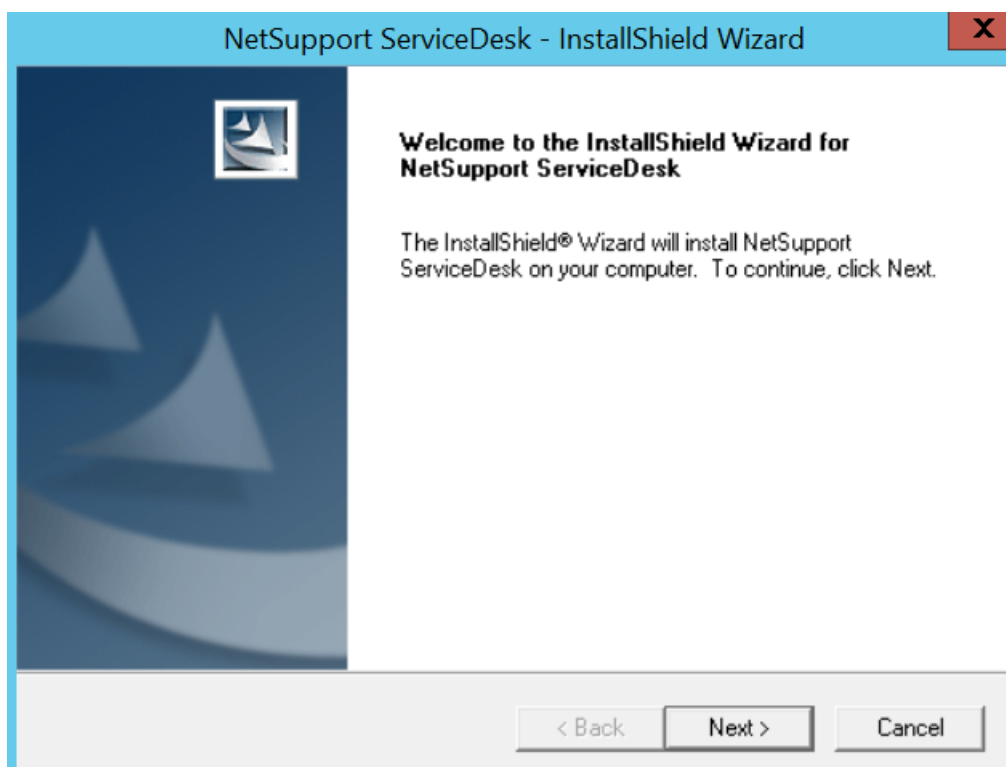 NetSupport ServiceDesk - InstallShield Wizard
X
Welcome to the InstallShield Wizard for
NetSupport ServiceDesk
The InstallShield® Wizard will install NetSupport
ServiceDesk on your computer. To continue, click Next.
< Back Next > Cancel